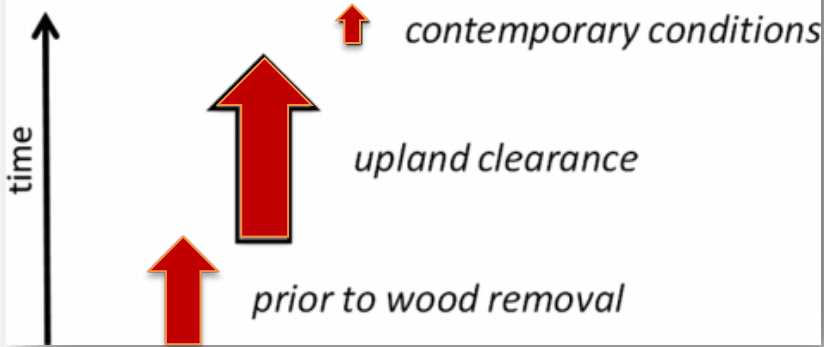 contemporary conditions
upland clearance
time
prior to wood removal